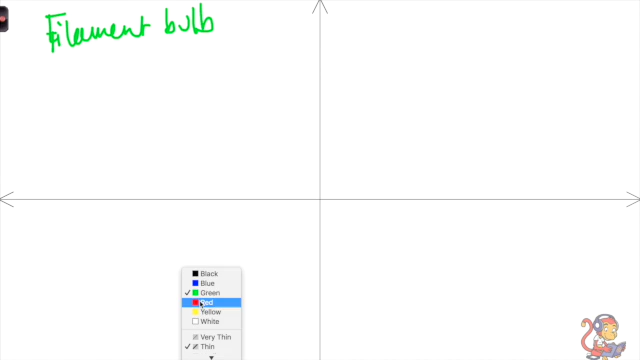 Filament bulb
Black
Blue
Green
Red
Yellow
White
Very Thin
Thin